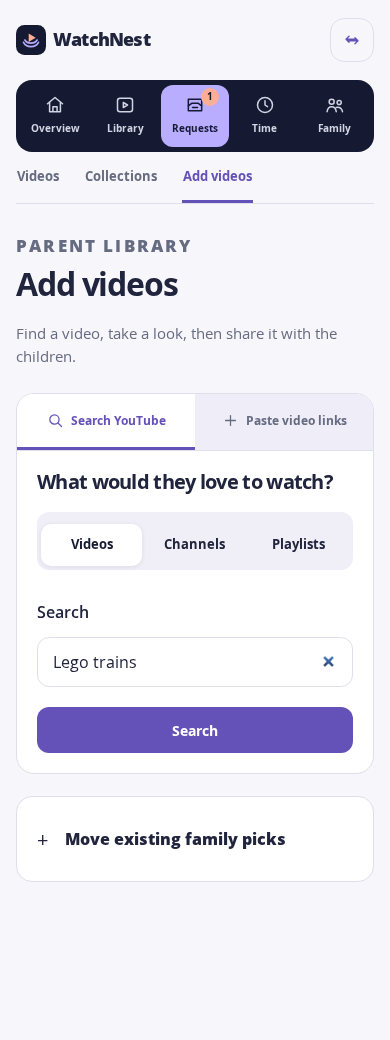 WatchNest
1
Overview
Library
Requests
Time
Family
Videos
Collections
Add videos
PARENT LIBRARY
Add videos
Find a video, take a look, then share it with the
children.
Search YouTube
Paste video links
What would they love to watch?
Videos
Channels
Playlists
Search
Lego trains
Search
+ Move existing family picks